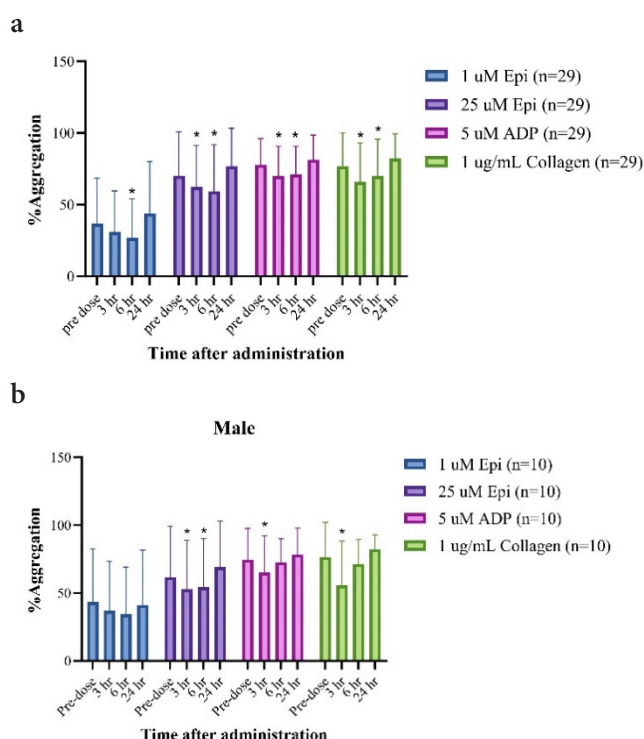 a
150
100
50
0
%Aggregation
* * * * * * *
pre dose 3 hr 6 hr 24 hr pre dose 3 hr 6 hr 24 hr pre dose 3 hr 6 hr 24 hr pre dose 3 hr 6 hr 24 hr
Time after administration
1 uM Epi (n=29)
25 uM Epi (n=29)
5 uM ADP (n=29)
1 ug/mL Collagen (n=29)
b
Male
150
100
50
0
%Aggregation
* * * *
Pre-dose 3 hr 6 hr 24 hr Pre-dose 3 hr 6 hr 24 hr Pre-dose 3 hr 6 hr 24 hr Pre-dose 3 hr 6 hr 24 hr
Time after administration
1 uM Epi (n=10)
25 uM Epi (n=10)
5 uM ADP (n=10)
1 ug/mL Collagen (n=10)